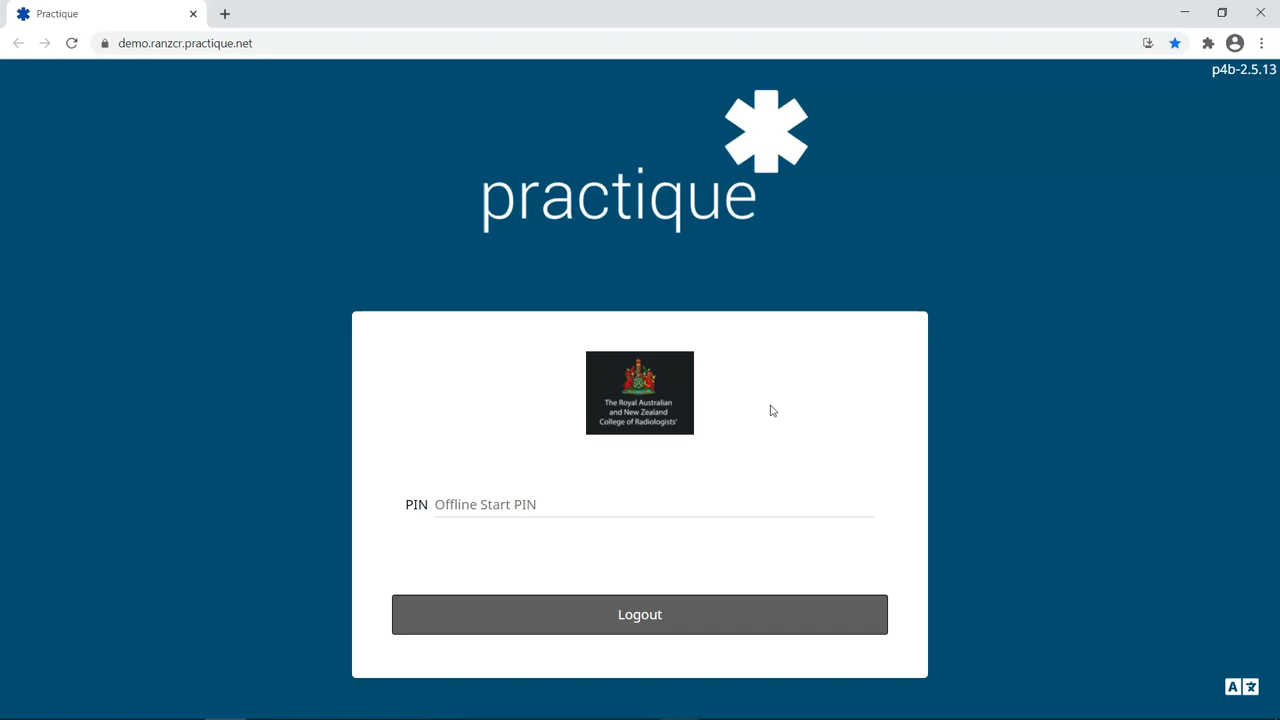 Practique
demo.ranzcr.practique.net
p4b-2.5.13
practique
The Royal Australian
and New Zealand
College of Radiologists'
PIN Offline Start PIN
Logout
A